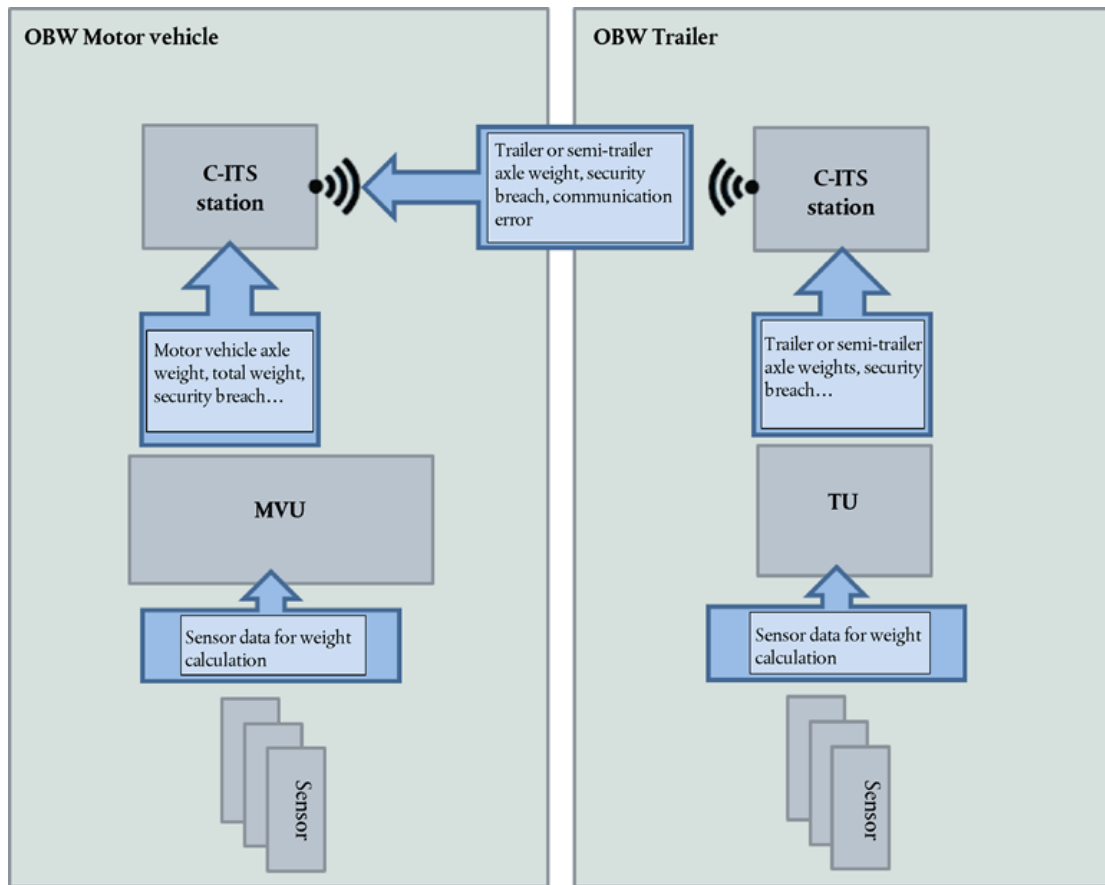 OBW Motor vehicle
C-ITS
station
Motor vehicle axle
weight, total weight,
security breach…
MVU
Sensor data for weight
calculation
Sensor
Trailer or semi-trailer
axle weight, security
breach, communication
error
OBW Trailer
C-ITS
station
Trailer or semi-trailer
axle weights, security
breach…
TU
Sensor data for weight
calculation
Sensor